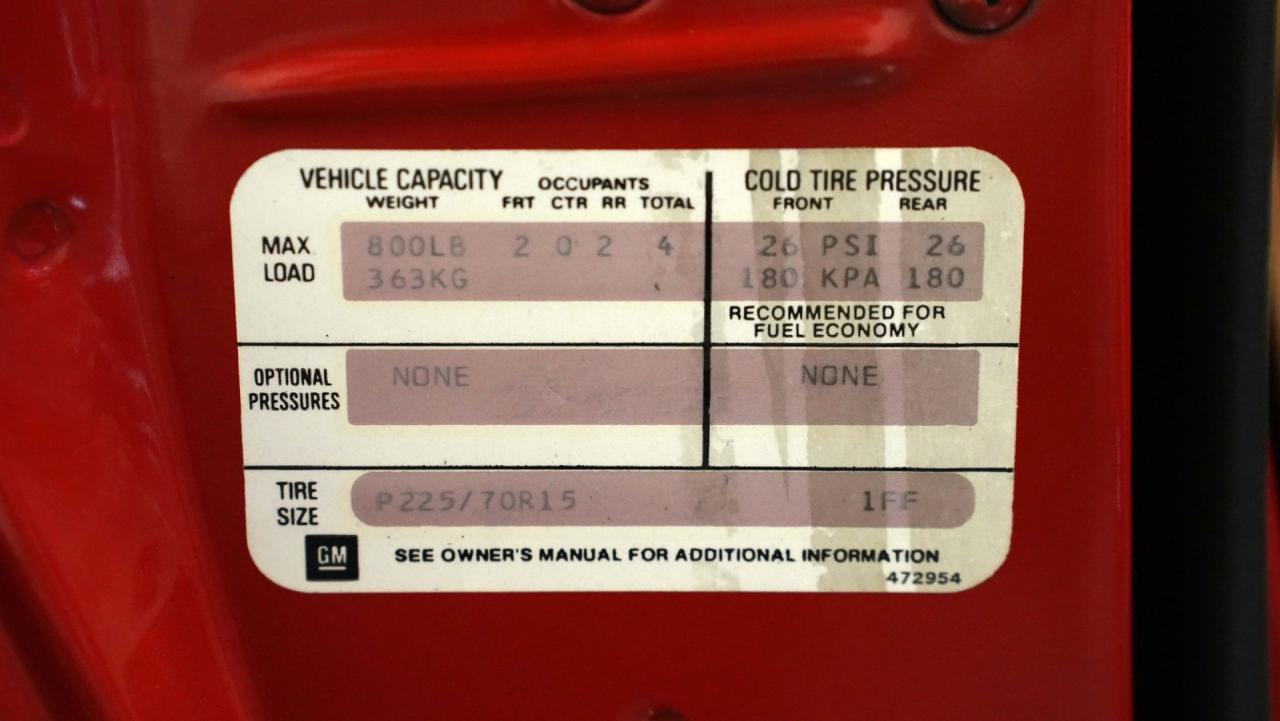 VEHICLE CAPACITY OCCUPANTS COLD TIRE PRESSURE
WEIGHT FRT CTR RR TOTAL FRONT REAR
MAX. 800LB 2 0 2 4 26 PSI 26
LOAD 363KG 180 KPA 180
RECOMMENDED FOR
FUEL ECONOMY
OPTIONAL NONE NONE
PRESSURES
TIRE P225/70R15 1FF
SIZE
GM SEE OWNER'S MANUAL FOR ADDITIONAL INFORMATION
472954